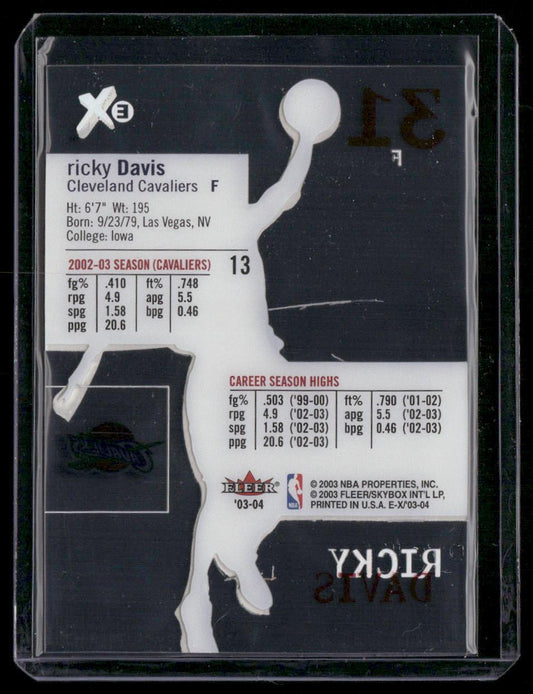 EX
31
F
ricky Davis
Cleveland Cavaliers F
Ht: 6'7" Wt: 195
Born: 9/23/79, Las Vegas, NV
College: Iowa
2002-03 SEASON (CAVALIERS) 13
fg% .410 ft% .748
rpg 4.9 apg 5.5
spg 1.58 bpg 0.46
ppg 20.6
CAREER SEASON HIGHS
fg% .503 ('99-00) ft% .790 ('01-02)
rpg 4.9 ('02-03) apg 5.5 ('02-03)
spg 1.58 ('02-03) bpg 0.46 ('02-03)
ppg 20.6 ('02-03)
CAVALIERS
FLEER
'03-04
NBA
© 2003 NBA PROPERTIES, INC.
© 2003 FLEER/SKYBOX INT'L LP,
PRINTED IN U.S.A. E-X'03-04
RICKY
DAVIS